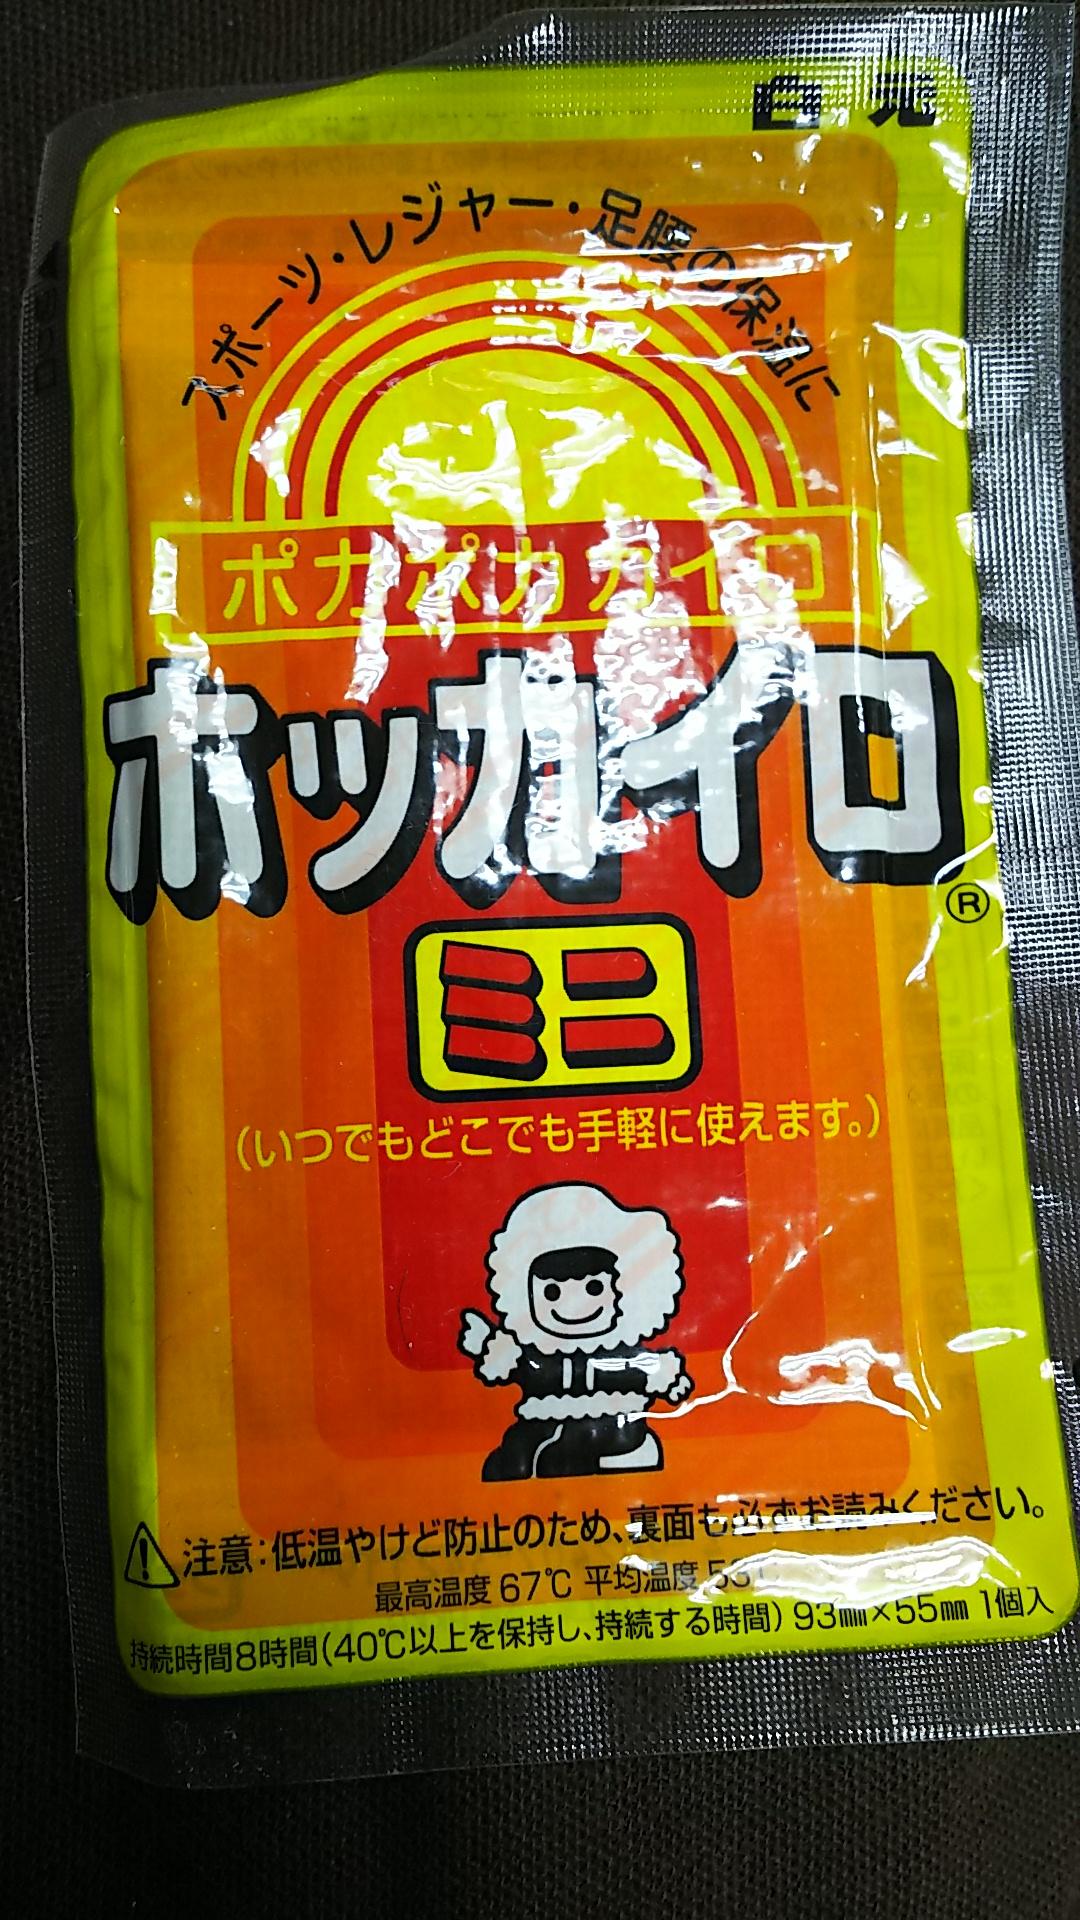 白元
スポーツ・レジャー・足腰の保温に
ポカポカカイロ
ホッカイロ®
ミニ
(いつでもどこでも手軽に使えます。)
注意:低温やけど防止のため、裏面も必ずお読みください。
最高温度67℃ 平均温度53℃
持続時間8時間(40℃以上を保持し、持続する時間) 93㎜×55㎜ 1個入